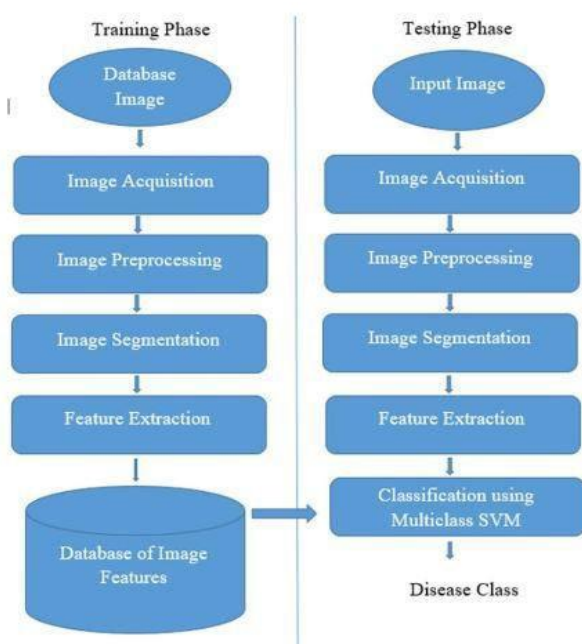 Training Phase
Database
Image
Image Acquisition
Image Preprocessing
Image Segmentation
Feature Extraction
Database of Image
Features
Testing Phase
Input Image
Image Acquisition
Image Preprocessing
Image Segmentation
Feature Extraction
Classification using
Multiclass SVM
Disease Class